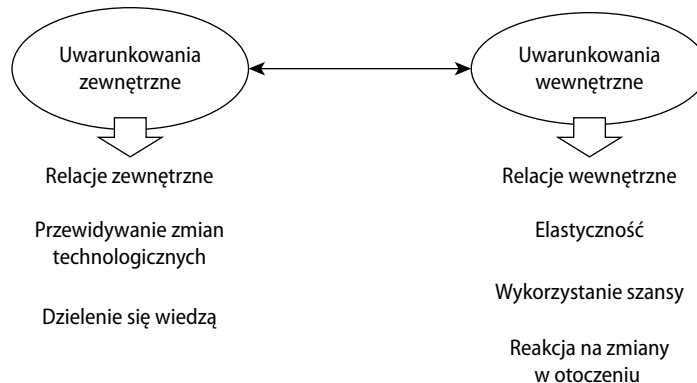 Uwarunkowania
zewnętrzne
Uwarunkowania
wewnętrzne
Relacje zewnętrzne
Przewidywanie zmian
technologicznych
Dzielenie się wiedzą
Relacje wewnętrzne
Elastyczność
Wykorzystanie szansy
Reakcja na zmiany
w otoczeniu